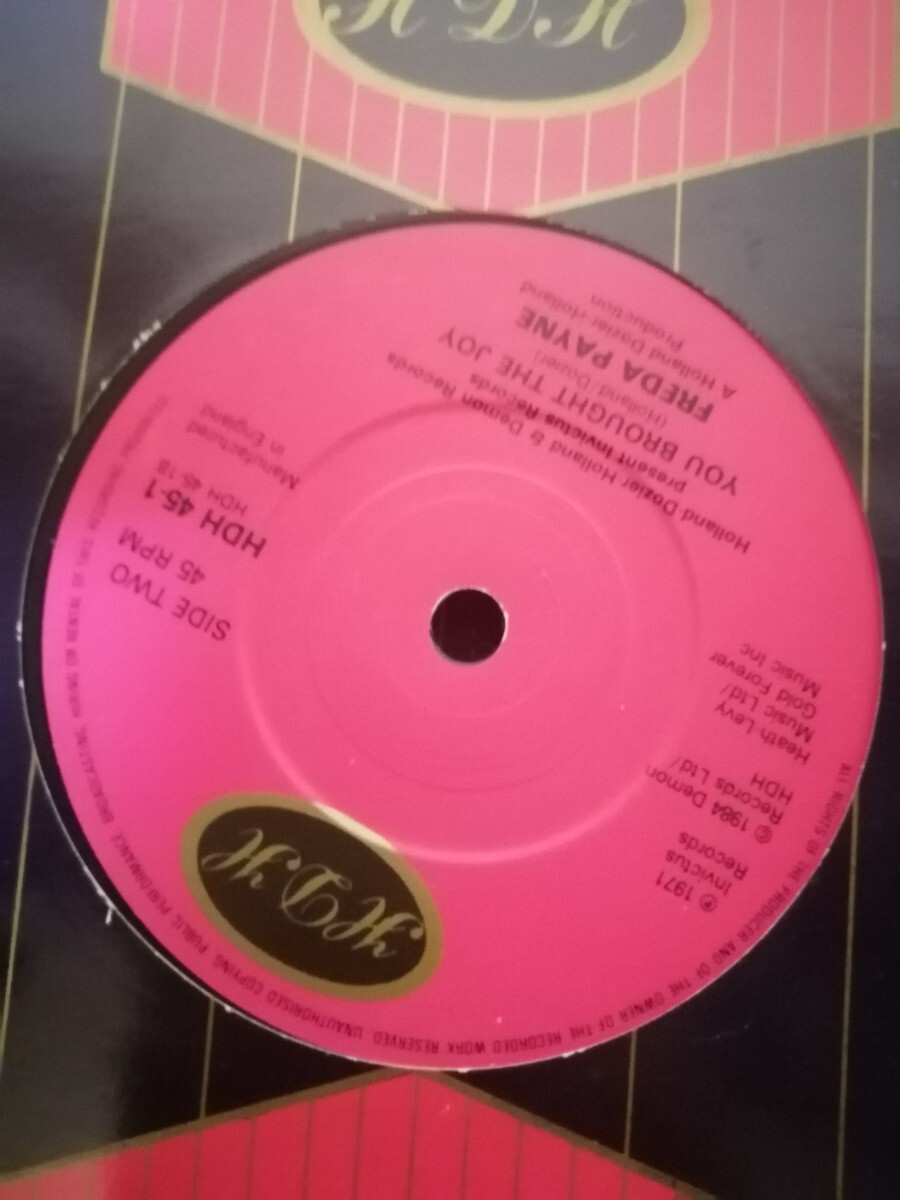 HDH
HDH
SIDE TWO
45 RPM
HDH 45-1
HDH 45-1B
Manufactured
in England
℗ 1971
Invictus
Records
© 1984 Demon
Records Ltd/
HDH
Heath-Levy
Music Ltd/
Gold Forever
Music Inc
Holland-Dozier-Holland & Demon Records
present Invictus Records
YOU BROUGHT THE JOY
(Holland/Dozier)
FREDA PAYNE
A Holland Dozier Holland
Production
ALL RIGHTS OF THE PRODUCER AND OF THE OWNER OF THE RECORDED WORK RESERVED UNAUTHORISED COPYING PUBLIC PERFORMANCE BROADCASTING HIRING OR RENTAL OF THIS